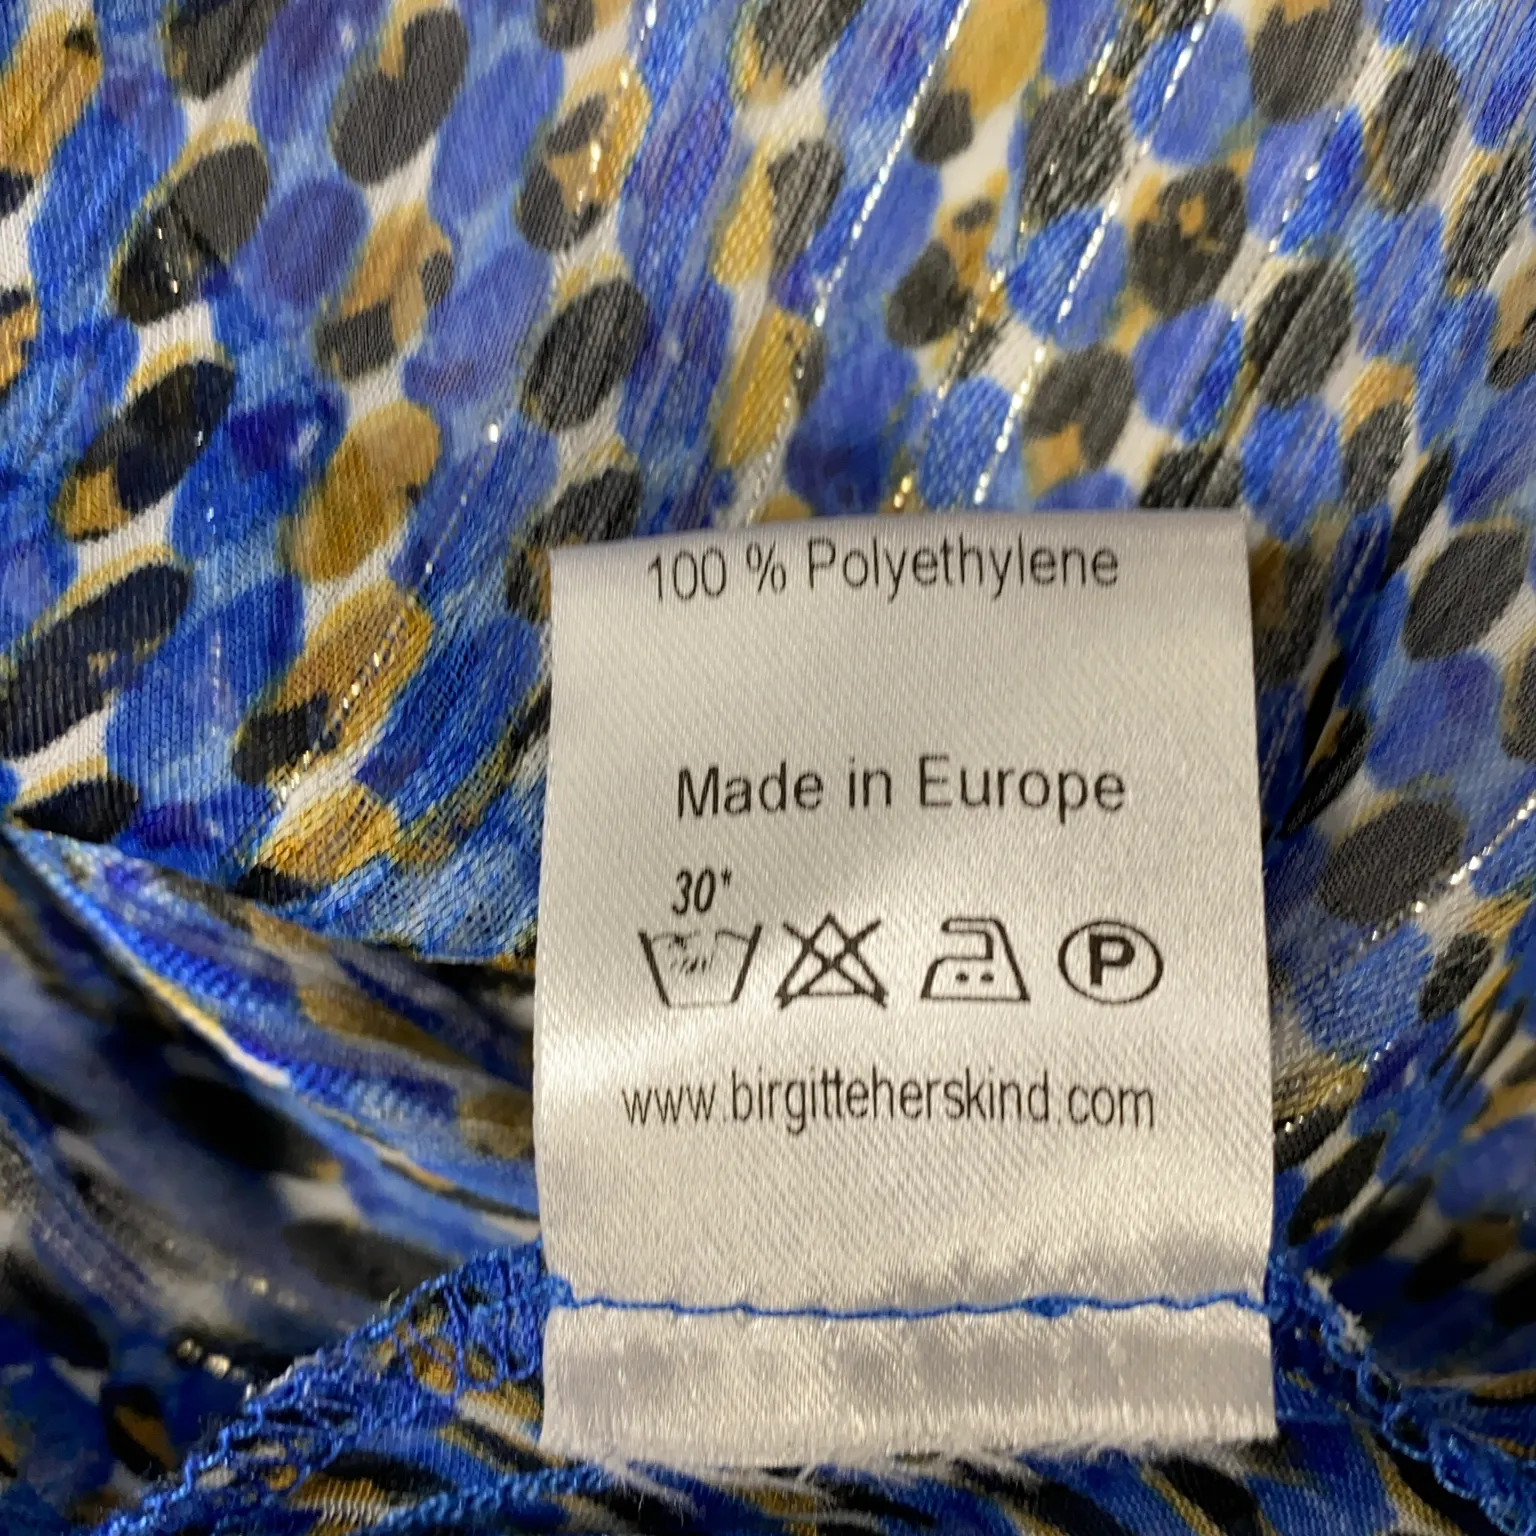 100 % Polyethylene
Made in Europe
30*
P
www.birgitteherskind.com